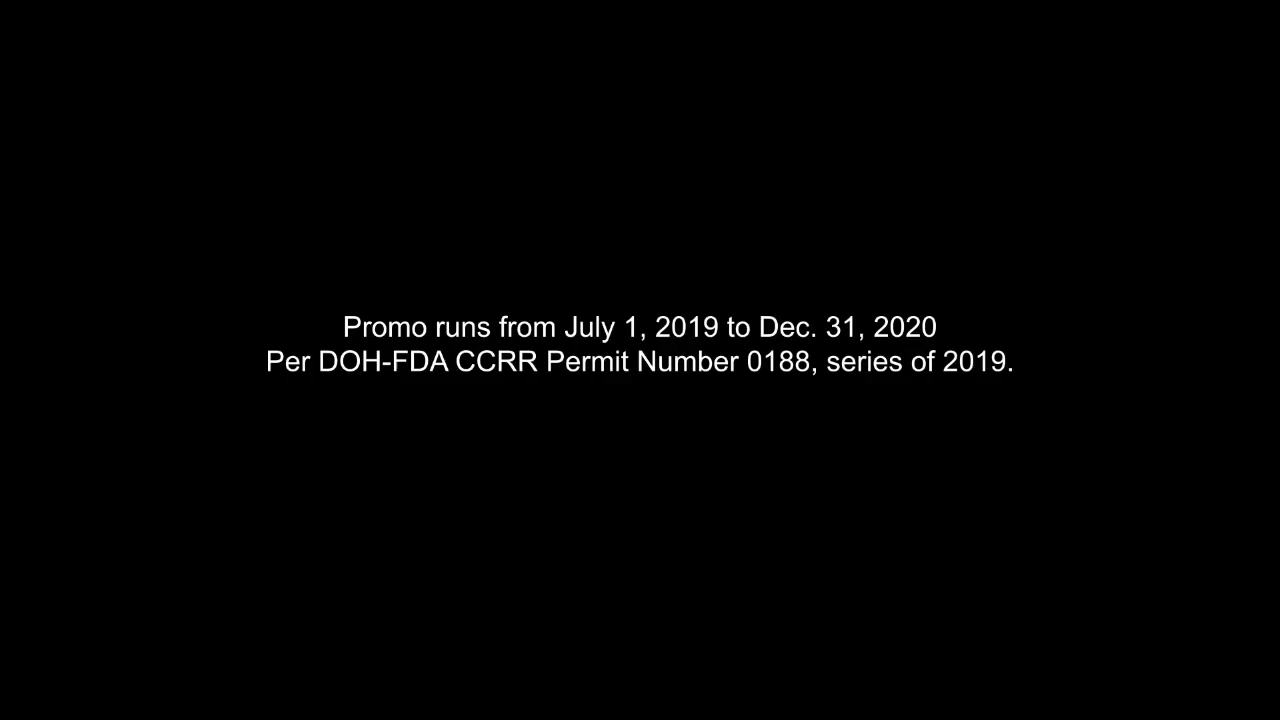 Promo runs from July 1, 2019 to Dec. 31, 2020
Per DOH-FDA CCRR Permit Number 0188, series of 2019.